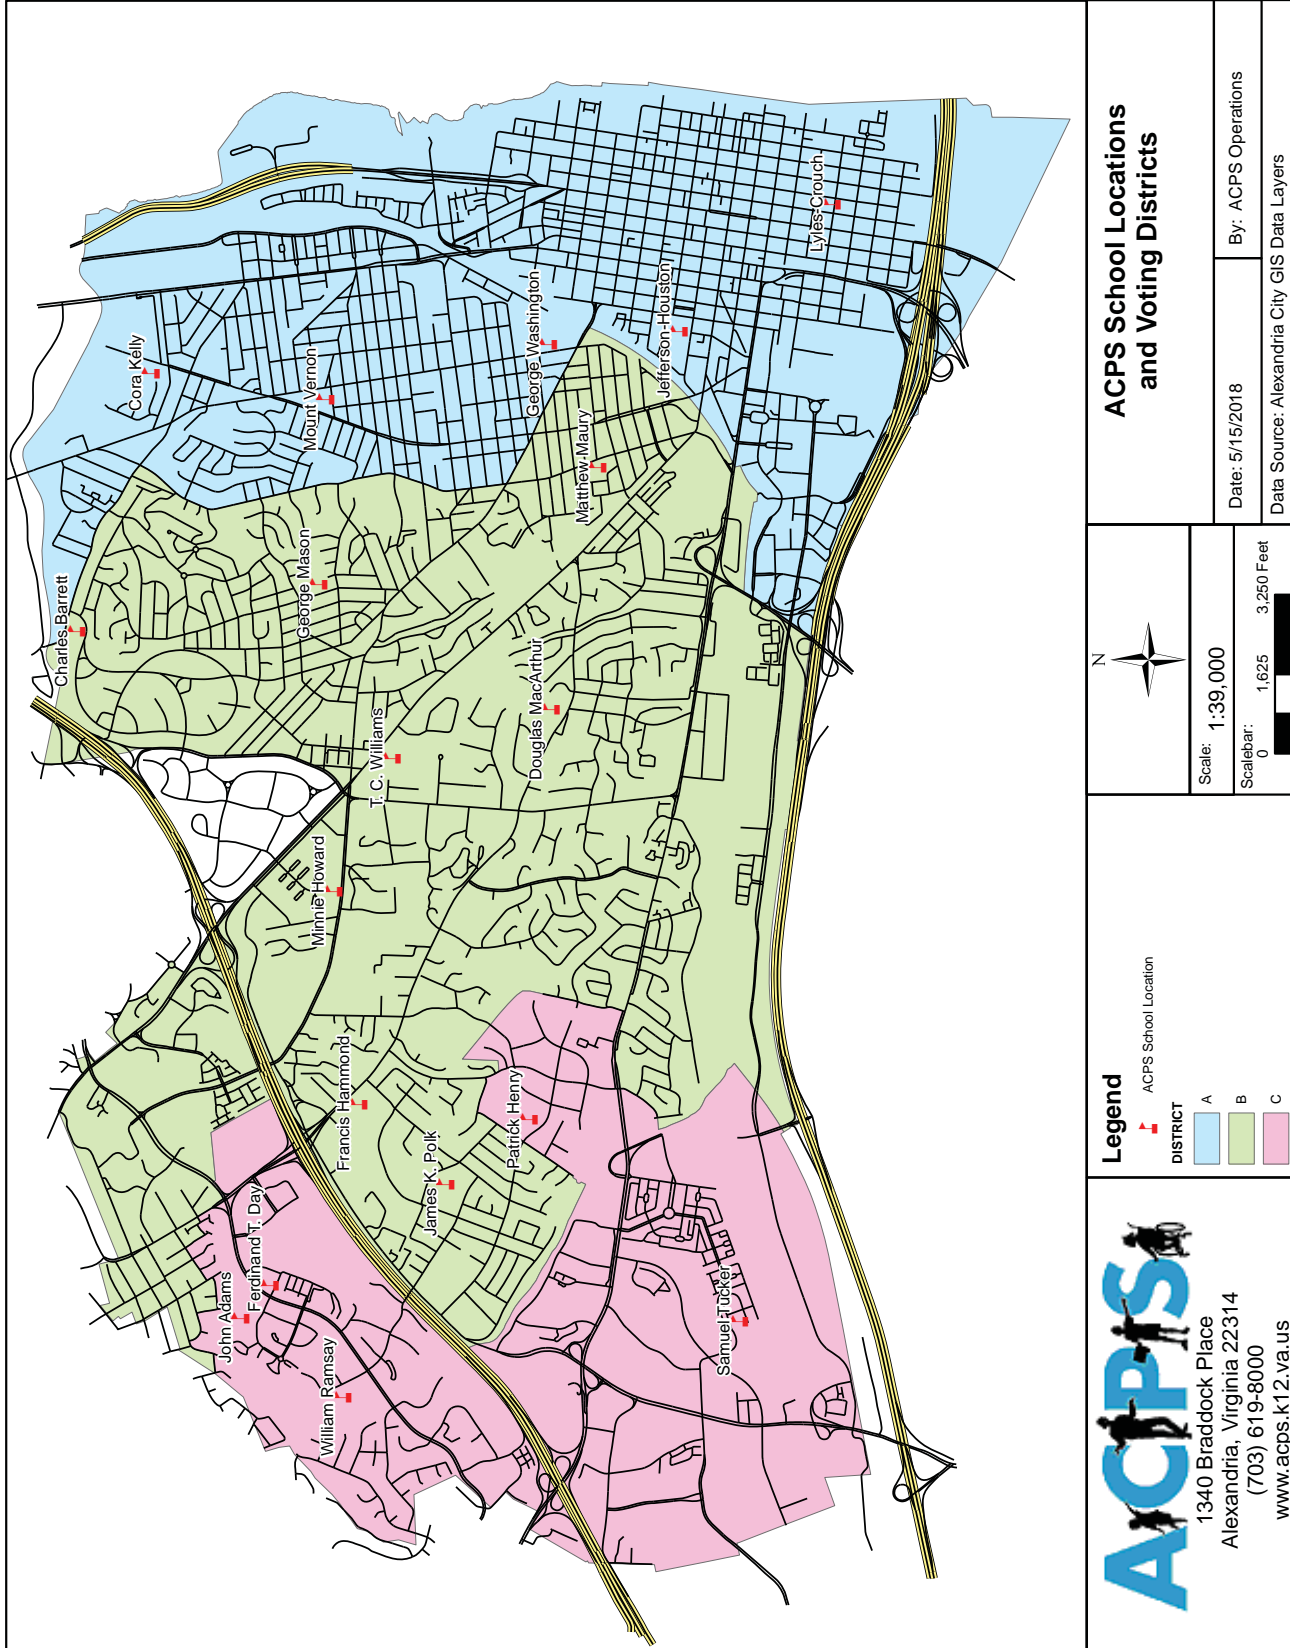 Charles Barrett
Cora Kelly
Mount Vernon
George Mason
George Washington
Jefferson-Houston
Lyles-Crouch
Matthew Maury
T. C. Williams
Douglas MacArthur
Minnie Howard
Francis Hammond
James K. Polk
Patrick Henry
John Adams
Ferdinand T. Day
William Ramsay
Samuel Tucker
ACPS
1340 Braddock Place
Alexandria, Virginia 22314
(703) 619-8000
www.acps.k12.va.us
Legend
ACPS School Location
DISTRICT
A
B
C
N
Scale: 1:39,000
Scalebar:
0 1,625 3,250 Feet
ACPS School Locations
and Voting Districts
Date: 5/15/2018
By: ACPS Operations
Data Source: Alexandria City GIS Data Layers